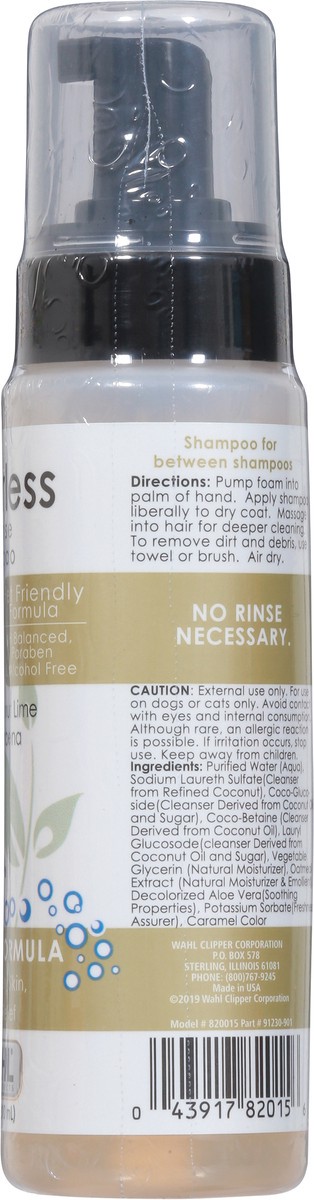 Shampoo for
between shampoos
Directions: Pump foam into
palm of hand. Apply shampoo
liberally to dry coat. Massage
into hair for deeper cleaning.
To remove dirt and debris, use
towel or brush. Air dry.
Friendly
Formula
Balanced,
NO RINSE
NECESSARY.
Lime
CAUTION: External use only. For use
on dogs or cats only. Avoid contact
with eyes and internal consumption.
Although rare, an allergic reaction
is possible. If irritation occurs, stop
use. Keep away from children.
Ingredients: Purified Water (Aqua),
Sodium Laureth Sulfate(Cleanser
from Refined Coconut), Coco-Gluco-
side(Cleanser Derived from Coconut Oil
and Sugar), Coco-Betaine (Cleanser
Derived from Coconut Oil), Lauryl
Glucoside(cleanser Derived from
Coconut Oil and Sugar), Vegetable
Glycerin (Natural Moisturizer), Oatmeal
Extract (Natural Moisturizer & Emollient)
Decolorized Aloe Vera(Soothing
Properties), Potassium Sorbate(Freshness
Assurer), Caramel Color
WAHL CLIPPER CORPORATION
P.O. BOX 578
STERLING, ILLINOIS 61081
PHONE: (800)767-9245
Made in USA
©2019 Wahl Clipper Corporation
Model # 820015 Part # 91230-901
0 43917 82015 6